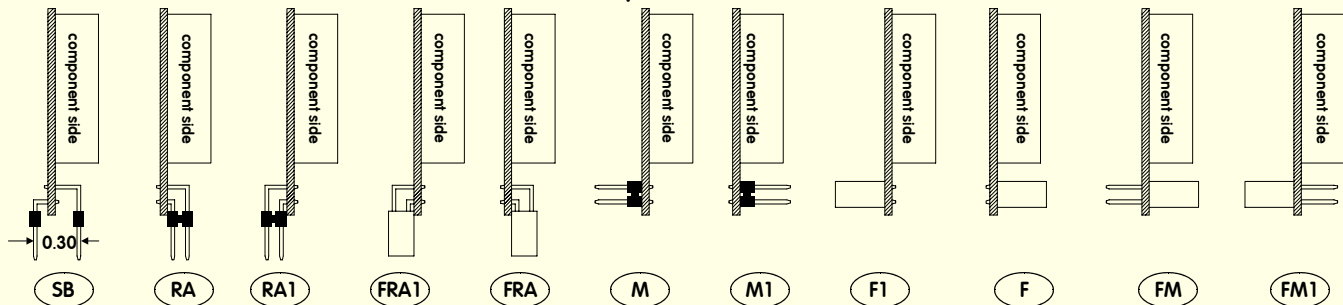 component side component side component side component side component side component side component side component side component side component side component side
0.30
SB RA RA1 FRA1 FRA M M1 F1 F FM FM1